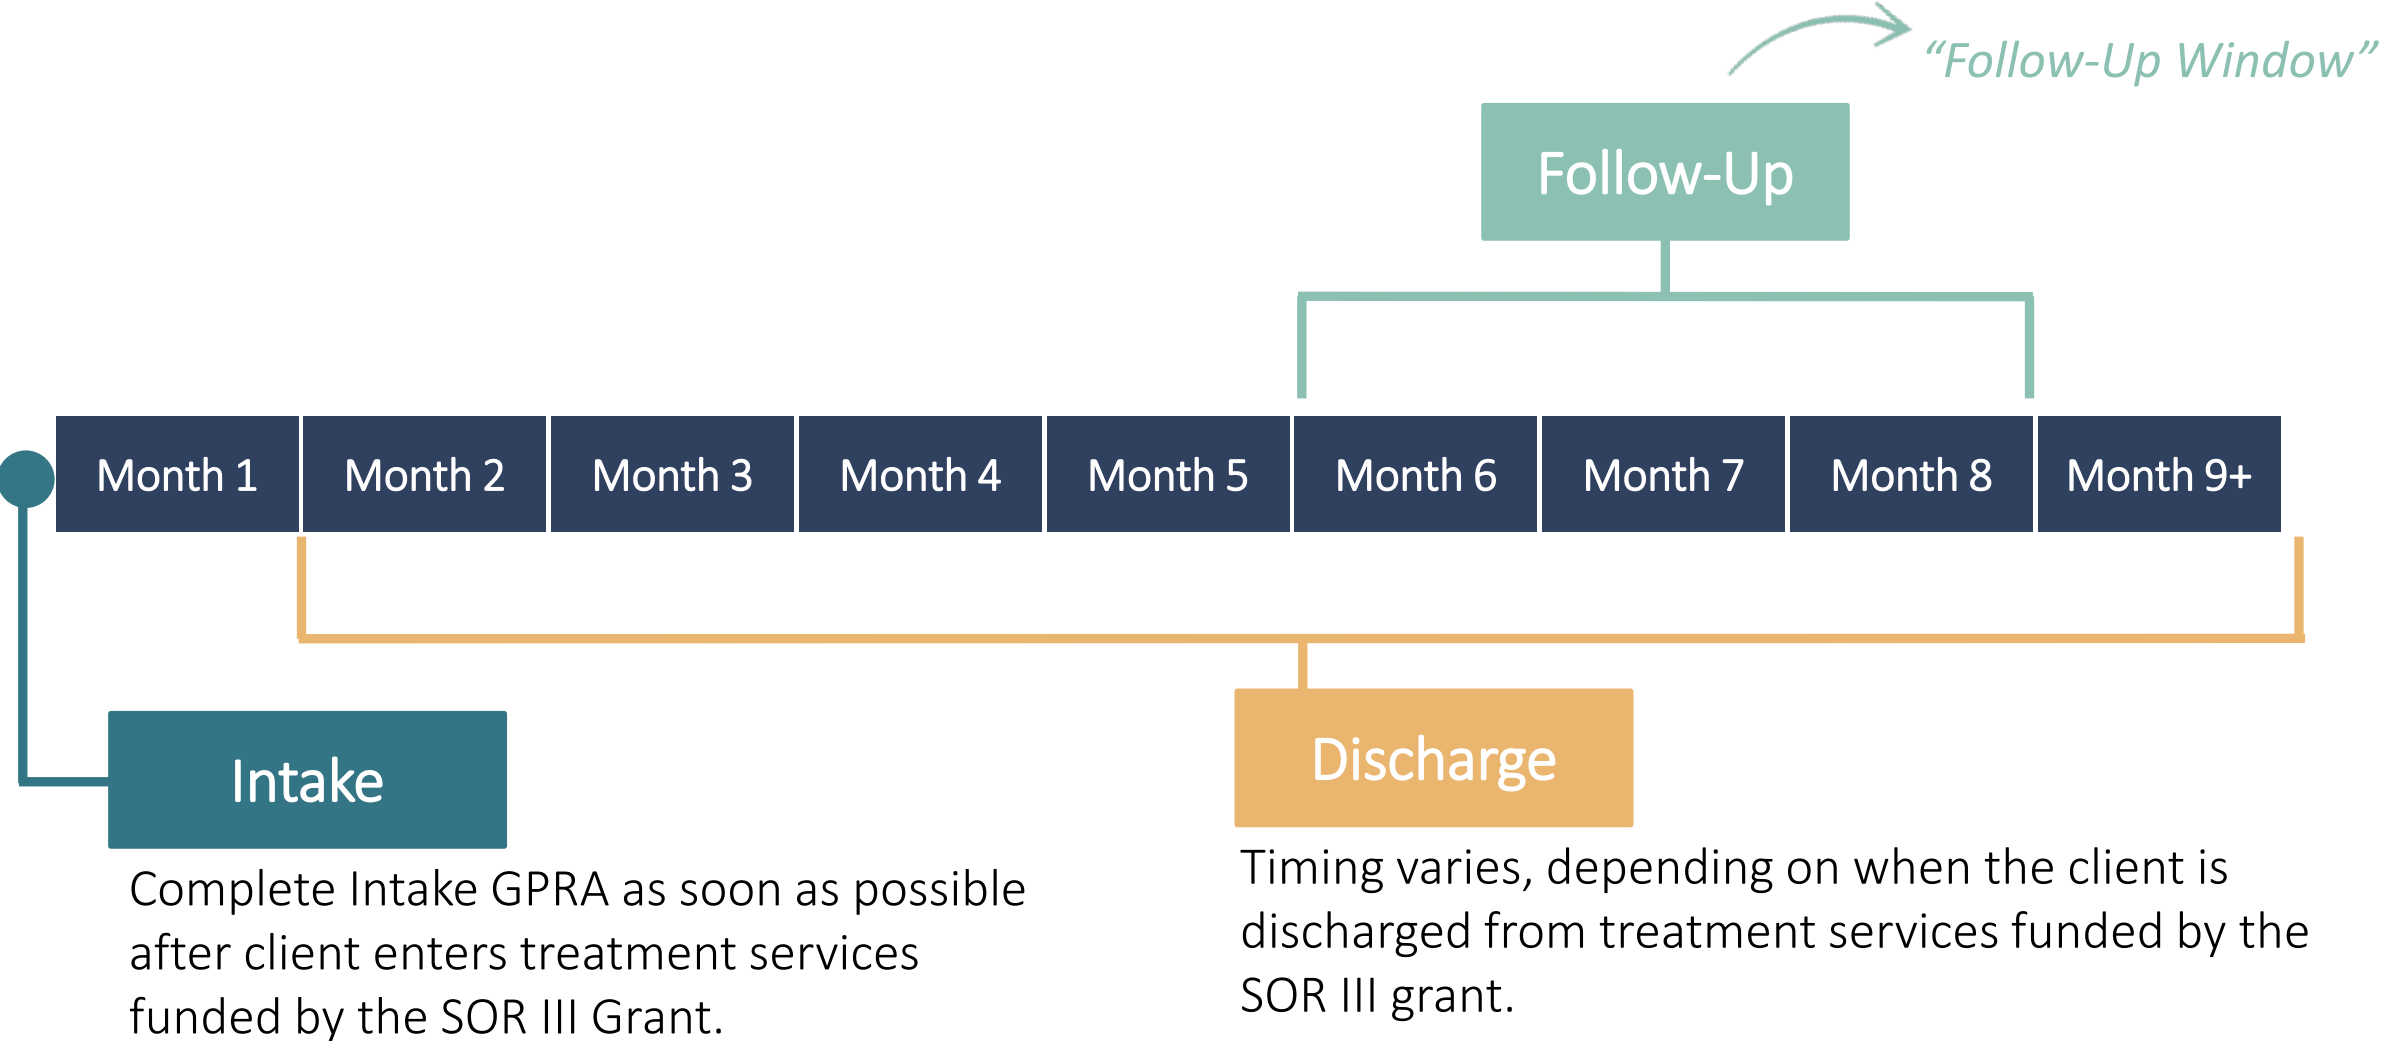 “Follow-Up Window”
Follow-Up
Month 1
Month 2
Month 3
Month 4
Month 5
Month 6
Month 7
Month 8
Month 9+
Intake
Complete Intake GPRA as soon as possible
after client enters treatment services
funded by the SOR III Grant.
Discharge
Timing varies, depending on when the client is
discharged from treatment services funded by the
SOR III grant.